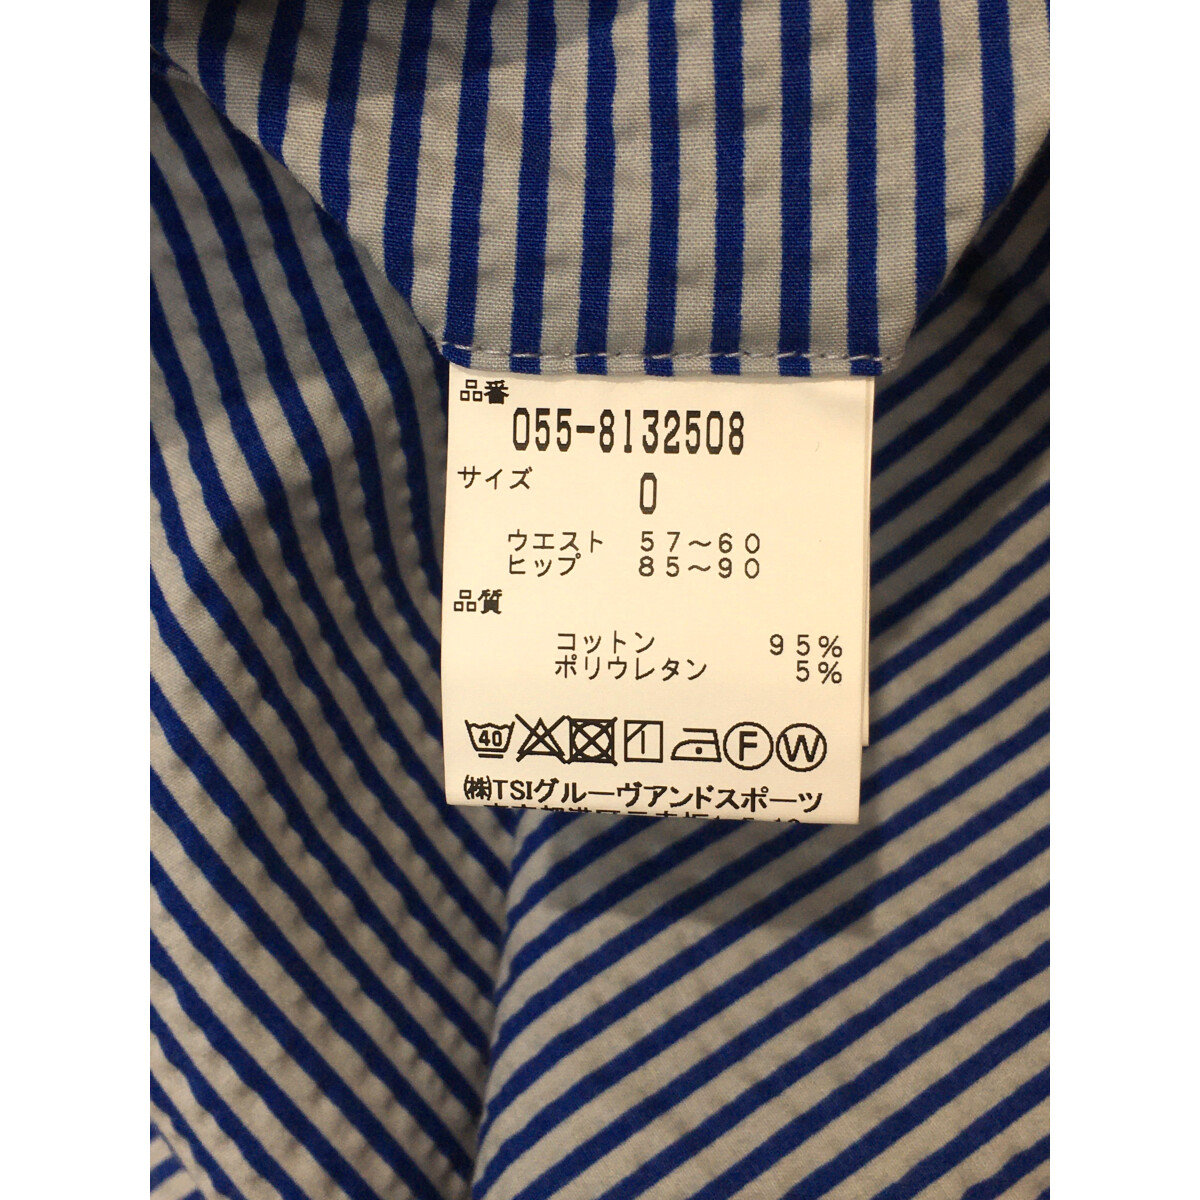 品番
055-8132508
サイズ 0
ウエスト 57～60
ヒップ 85～90
品質
コットン 95%
ポリウレタン 5%
40 F W
㈱TSIグルーヴアンドスポーツ